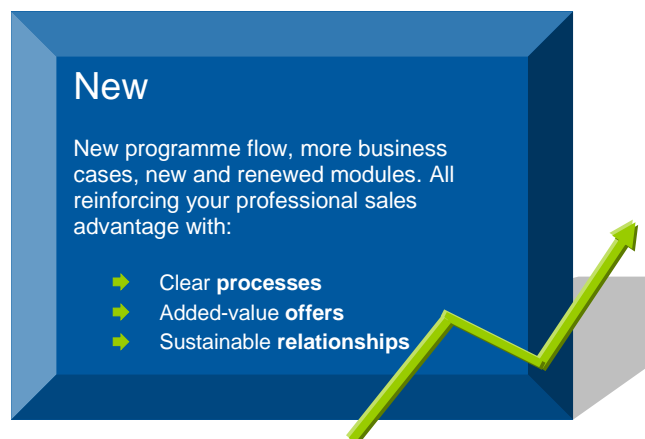 New
New programme flow, more business
cases, new and renewed modules. All
reinforcing your professional sales
advantage with:
Clear processes
Added-value offers
Sustainable relationships